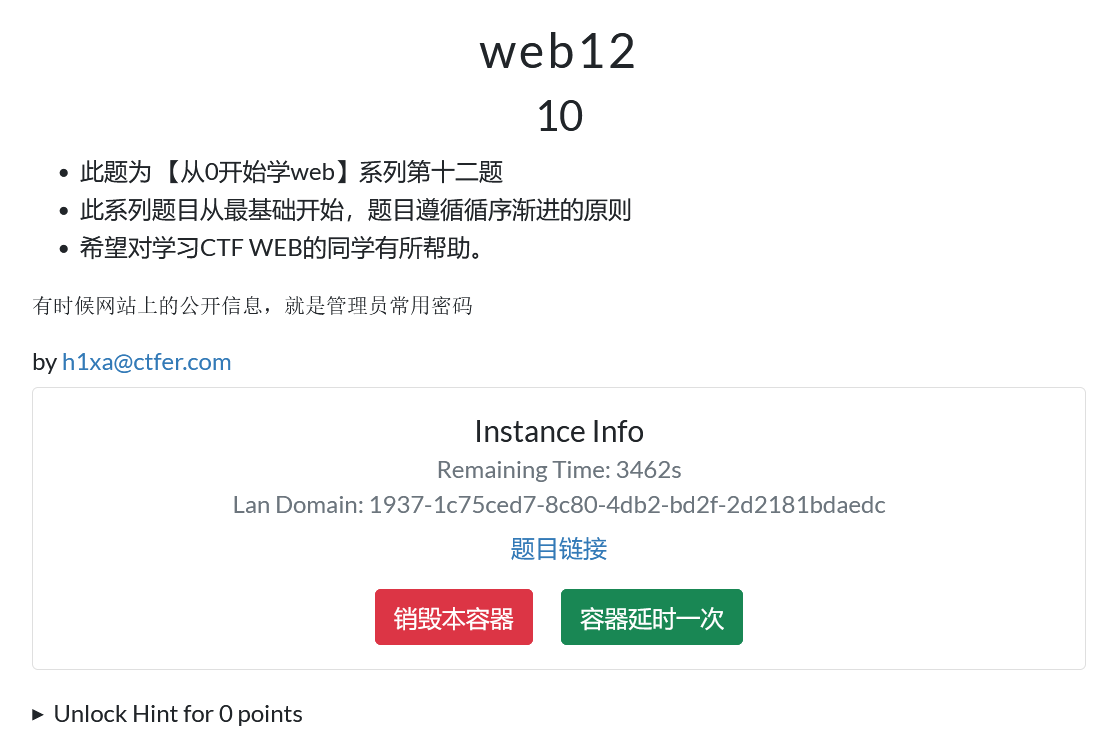 web12
10
此题为 【从0开始学web】系列第十二题
此系列题目从最基础开始，题目遵循循序渐进的原则
希望对学习CTF WEB的同学有所帮助。
有时候网站上的公开信息，就是管理员常用密码
by h1xa@ctfer.com
Instance Info
Remaining Time: 3462s
Lan Domain: 1937-1c75ced7-8c80-4db2-bd2f-2d2181bdaedc
题目链接
销毁本容器 容器延时一次
Unlock Hint for 0 points